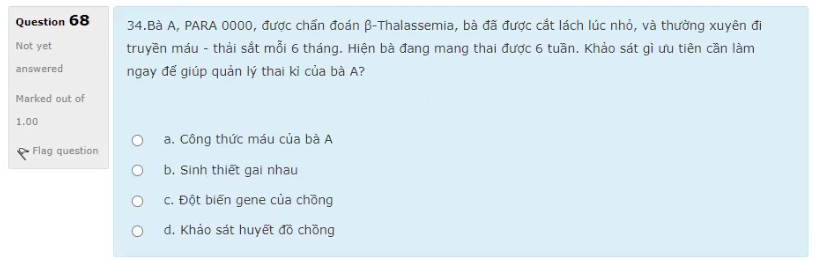 Question 68
Not yet
answered
Marked out of
1.00
Flag question
34.Bà A, PARA 0000, được chẩn đoán β-Thalassemia, bà đã được cắt lách lúc nhỏ, và thường xuyên đi
truyền máu - thải sắt mỗi 6 tháng. Hiện bà đang mang thai được 6 tuần. Khảo sát gì ưu tiên cần làm
ngay để giúp quản lý thai kì của bà A?
a. Công thức máu của bà A
b. Sinh thiết gai nhau
c. Đột biến gene của chồng
d. Khảo sát huyết đồ chồng